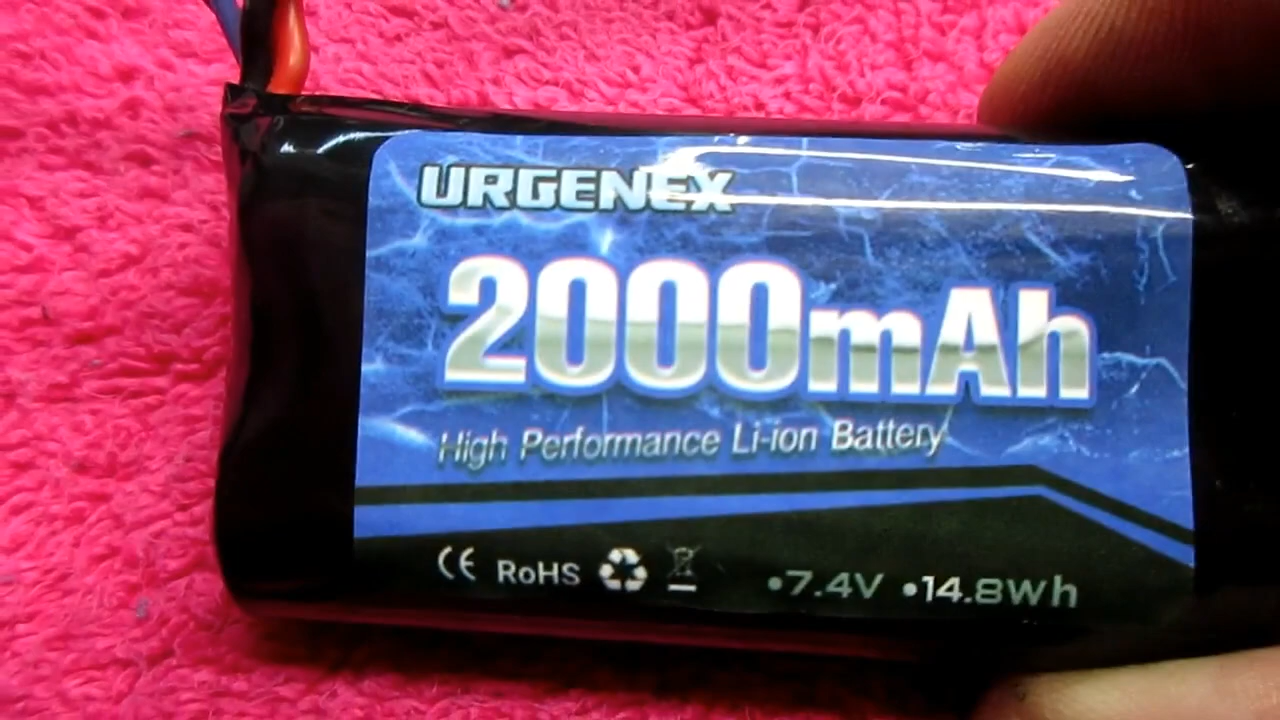 URGENEX
2000mAh
High Performance Li-ion Battery
CE RoHS •7.4V •14.8Wh